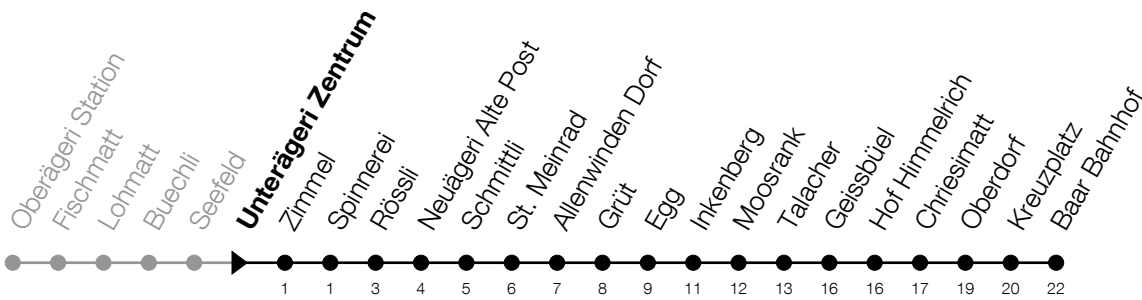 Oberägeri Station
Fischmatt
Lohmatt
Buechli
Seefeld
Unterägeri Zentrum
Zimmel
Spinnerei
Rössli
Neuägeri Alte Post
Schmittli
St. Meinrad
Allenwinden Dorf
Grüt
Egg
Inkenberg
Moosrank
Talacher
Geissbüel
Hof Himmelrich
Chriesimatt
Oberdorf
Kreuzplatz
Baar Bahnhof
1 1 3 4 5 6 7 8 9 11 12 13 16 16 17 19 20 22